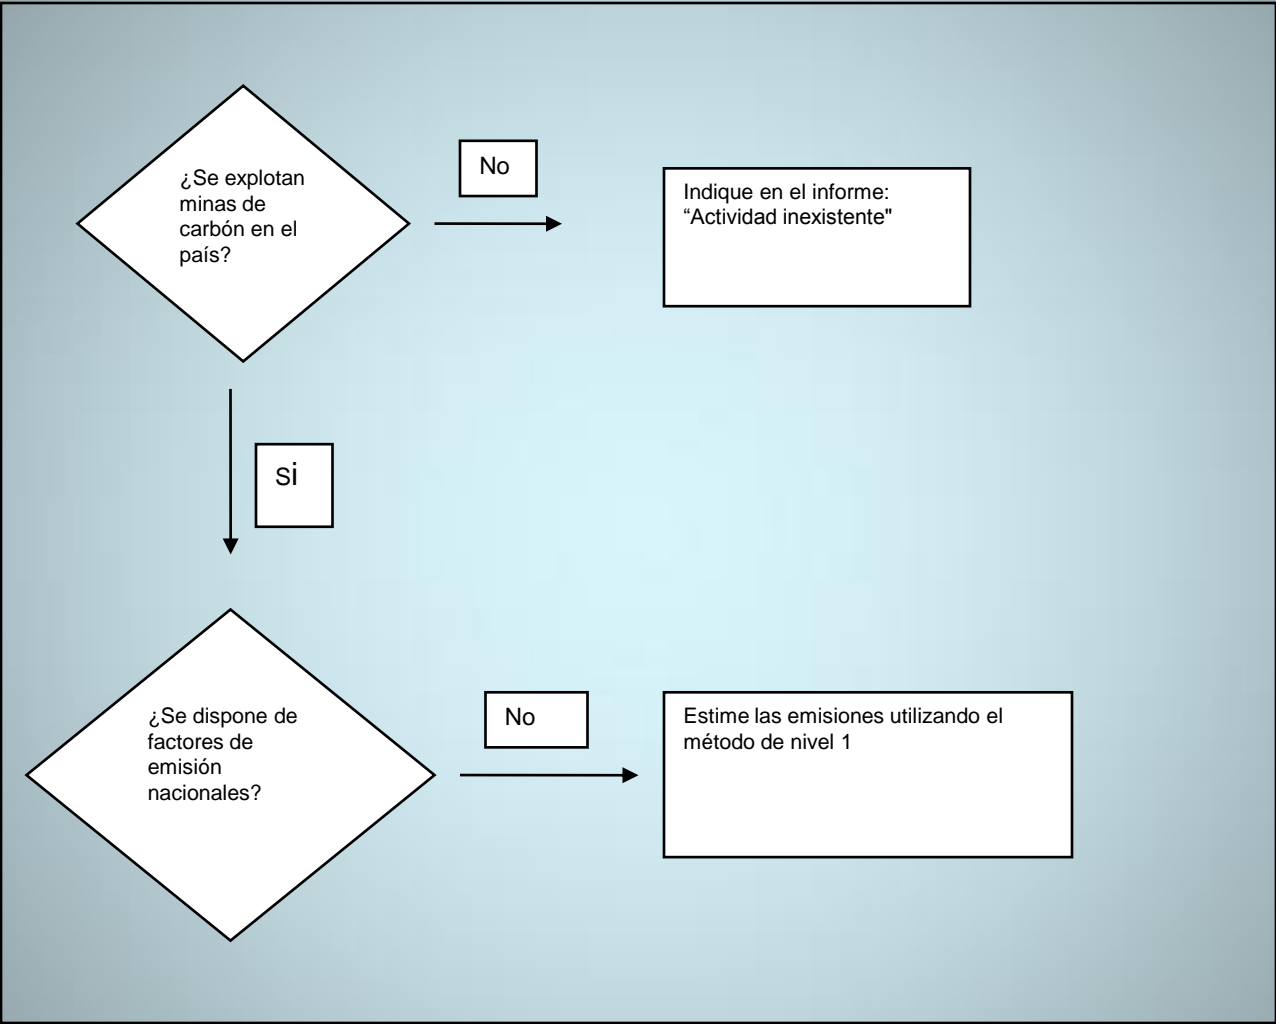 ¿Se explotan
minas de
carbón en el
país?
No
Indique en el informe:
“Actividad inexistente"
si
¿Se dispone de
factores de
emisión
nacionales?
No
Estime las emisiones utilizando el
método de nivel 1